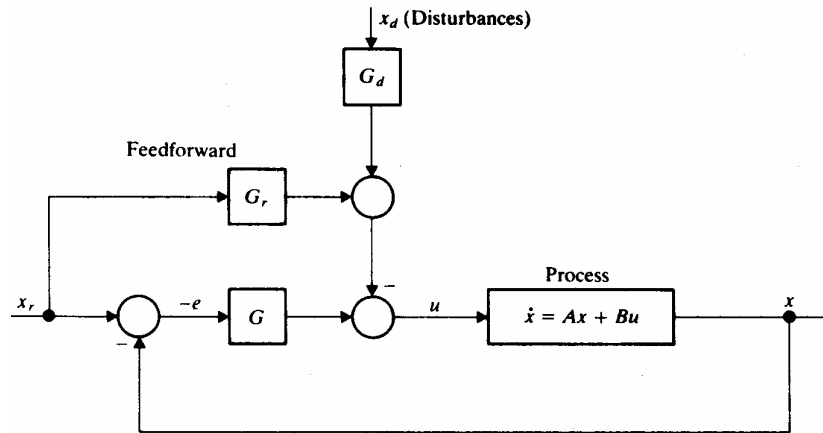 x_d (Disturbances)
G_d
Feedforward
G_r
−
Process
x_r
−e
G
u
ẋ = Ax + Bu
x
−